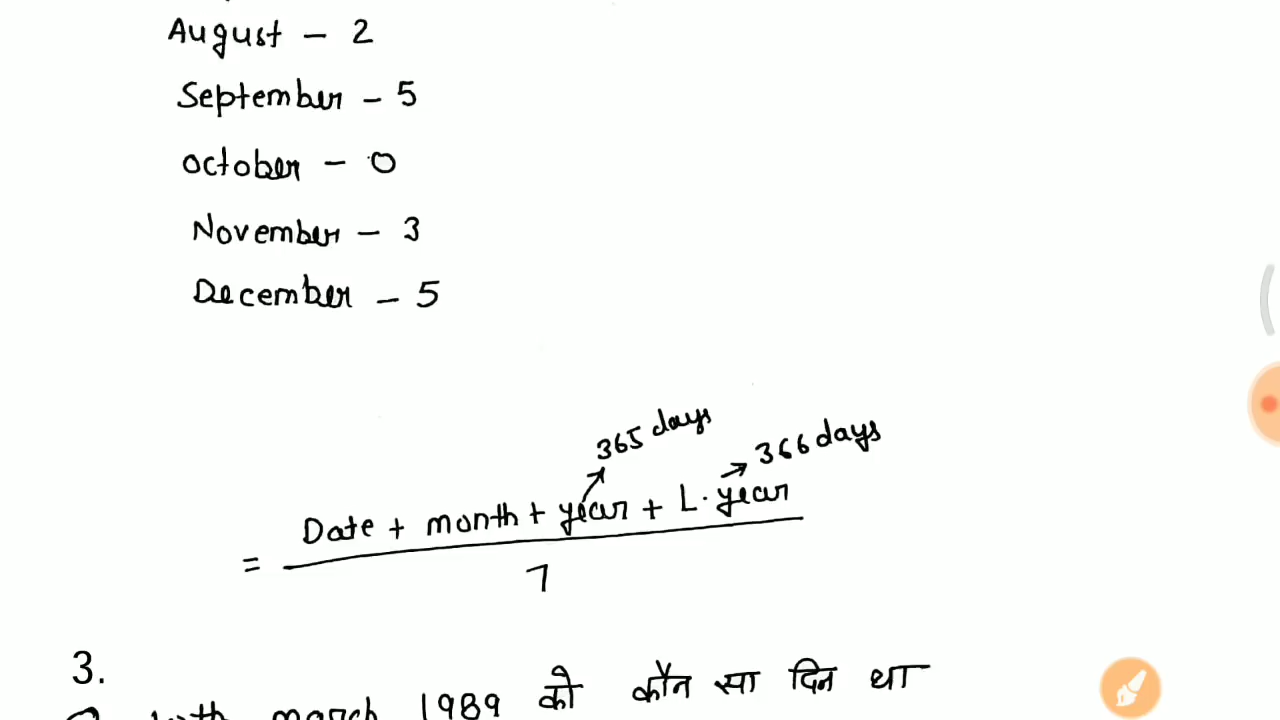 August - 2
September - 5
october - 0
November - 3
December - 5
365 days
366 days
= Date + month + year + L. year
7
3.
march 1989 को कौन सा दिन था